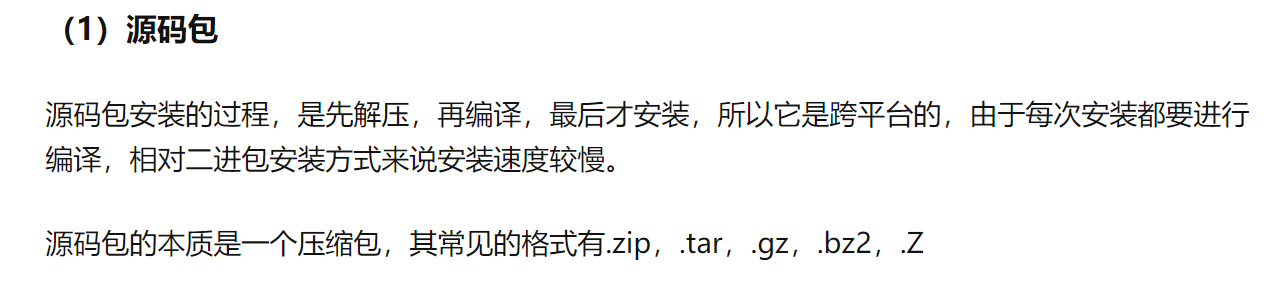 （1）源码包
源码包安装的过程，是先解压，再编译，最后才安装，所以它是跨平台的，由于每次安装都要进行
编译，相对二进包安装方式来说安装速度较慢。
源码包的本质是一个压缩包，其常见的格式有.zip，.tar，.gz，.bz2，.Z